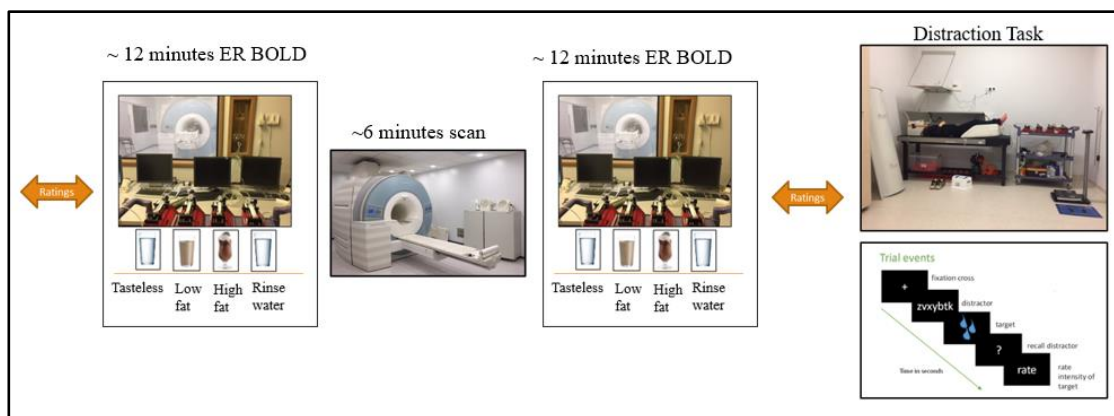 Distraction Task
~ 12 minutes ER BOLD
~ 12 minutes ER BOLD
~6 minutes scan
Ratings
Ratings
Tasteless
Low
fat
High
fat
Rinse
water
Tasteless
Low
fat
High
fat
Rinse
water
Trial events
+
fixation cross
zvxybtk
distractor
target
?
recall distractor
rate
rate
intensity of
target
Time in seconds